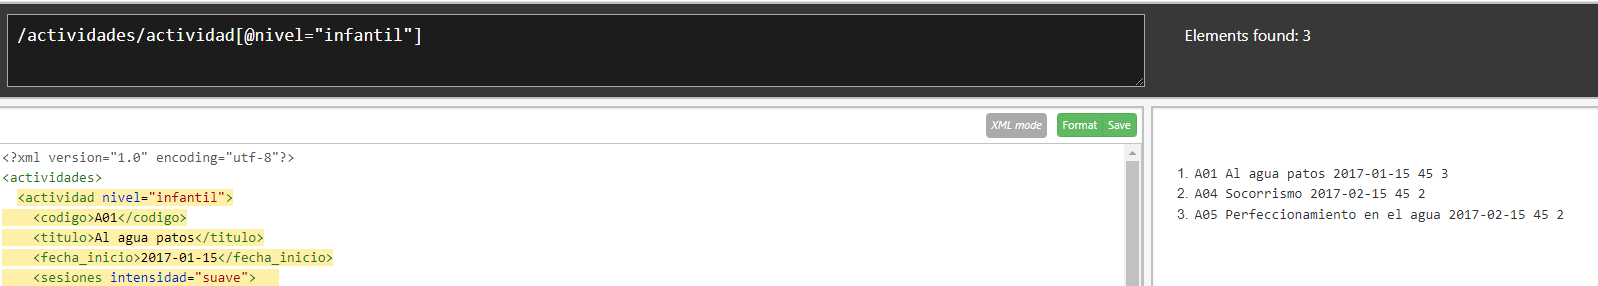 /actividades/actividad[@nivel="infantil"]
Elements found: 3
XML mode
Format
Save
<?xml version="1.0" encoding="utf-8"?>
<actividades>
<actividad nivel="infantil">
<codigo>A01</codigo>
<titulo>Al agua patos</titulo>
<fecha_inicio>2017-01-15</fecha_inicio>
<sesiones intensidad="suave">
1. A01 Al agua patos 2017-01-15 45 3
2. A04 Socorrismo 2017-02-15 45 2
3. A05 Perfeccionamiento en el agua 2017-02-15 45 2